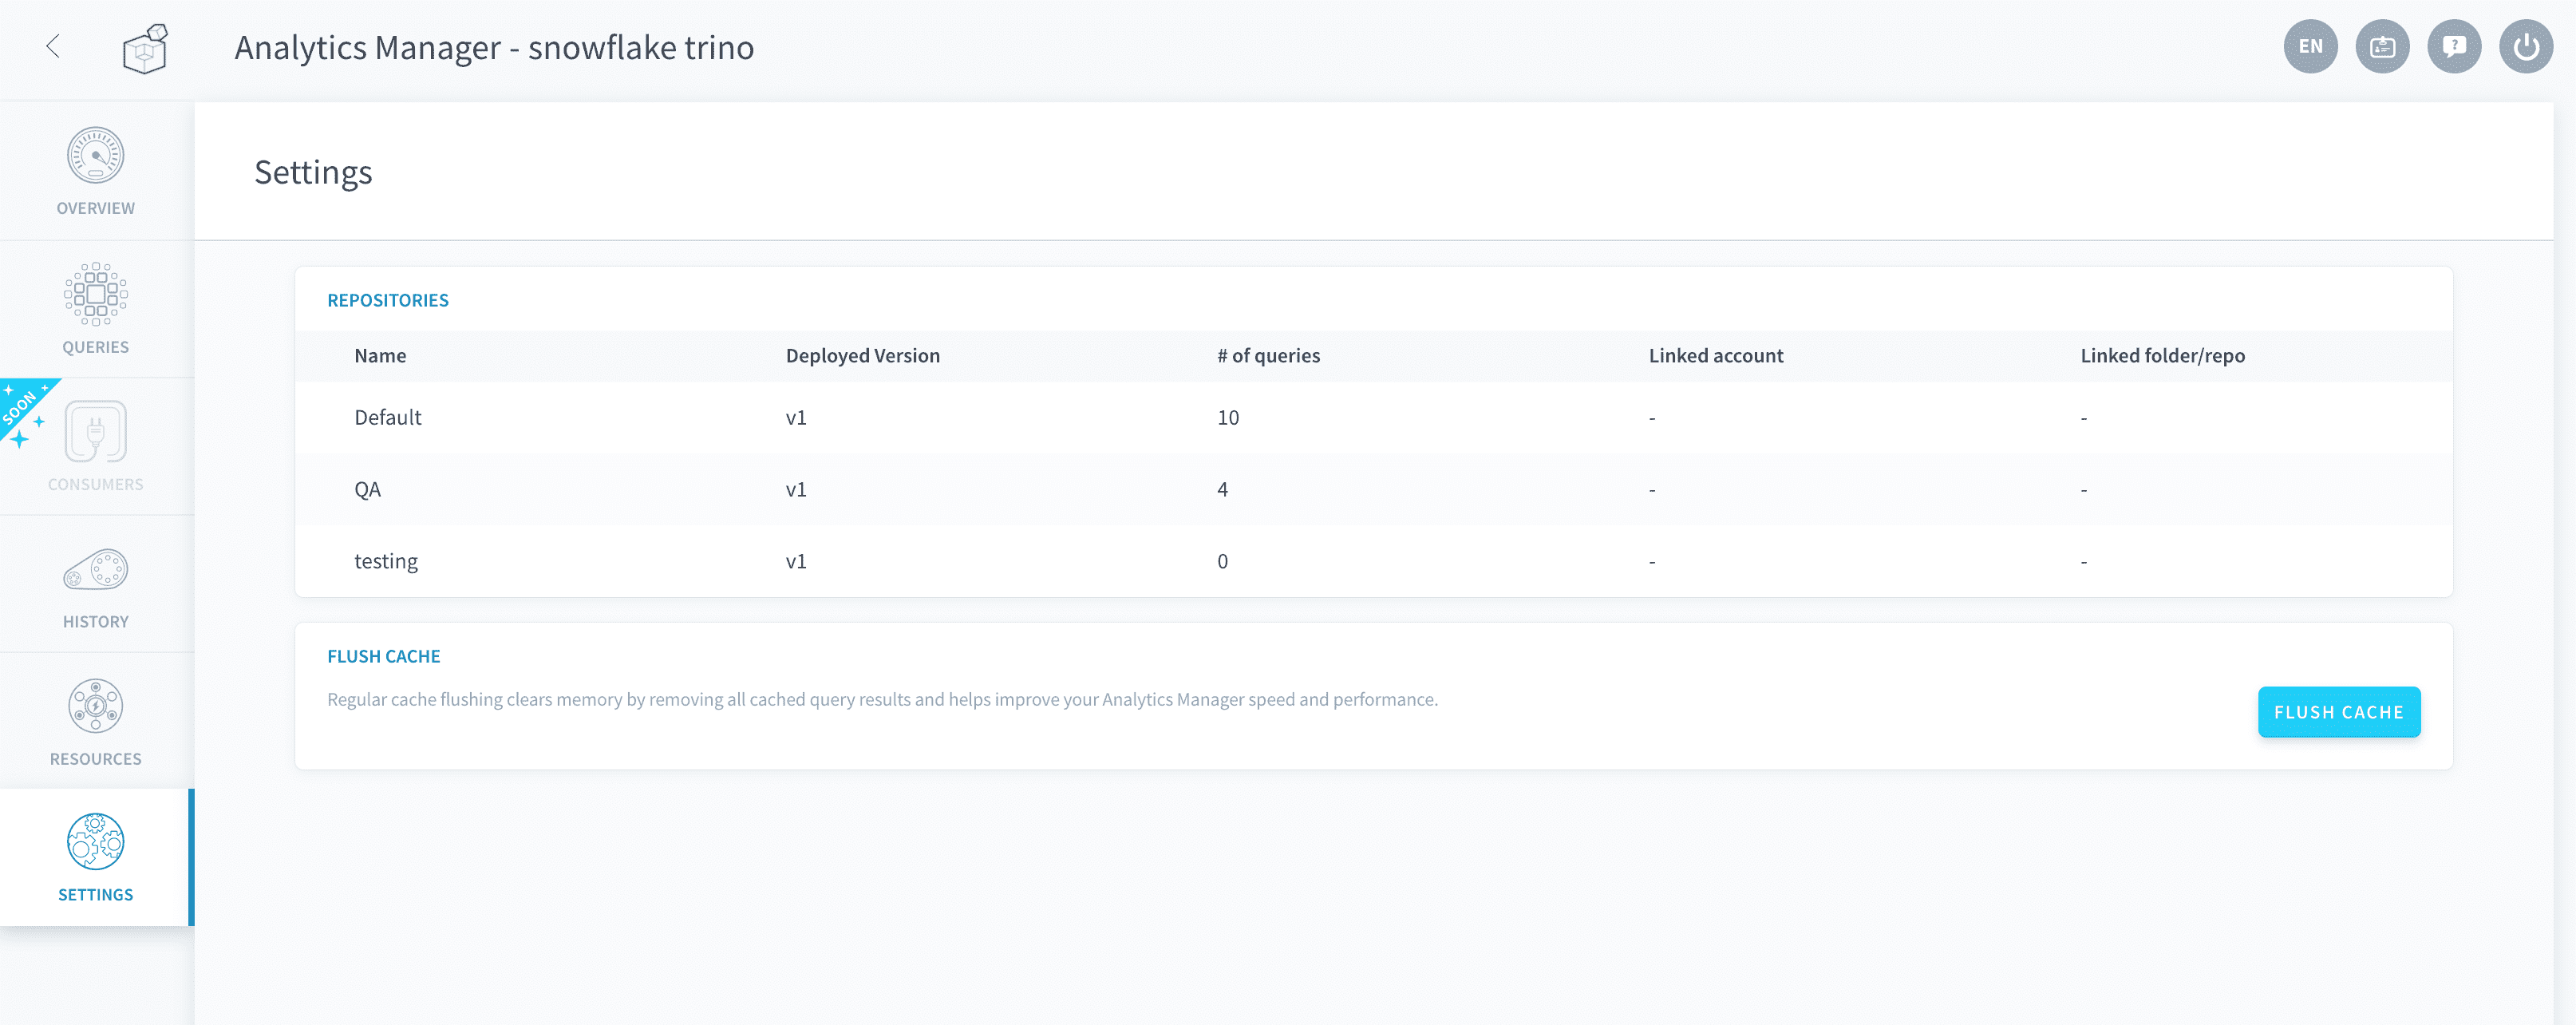 Analytics Manager - snowflake trino
EN
OVERVIEW
QUERIES
SOON
CONSUMERS
HISTORY
RESOURCES
SETTINGS
Settings
REPOSITORIES
Name Deployed Version # of queries Linked account Linked folder/repo
Default v1 10 - -
QA v1 4 - -
testing v1 0 - -
FLUSH CACHE
Regular cache flushing clears memory by removing all cached query results and helps improve your Analytics Manager speed and performance.
FLUSH CACHE